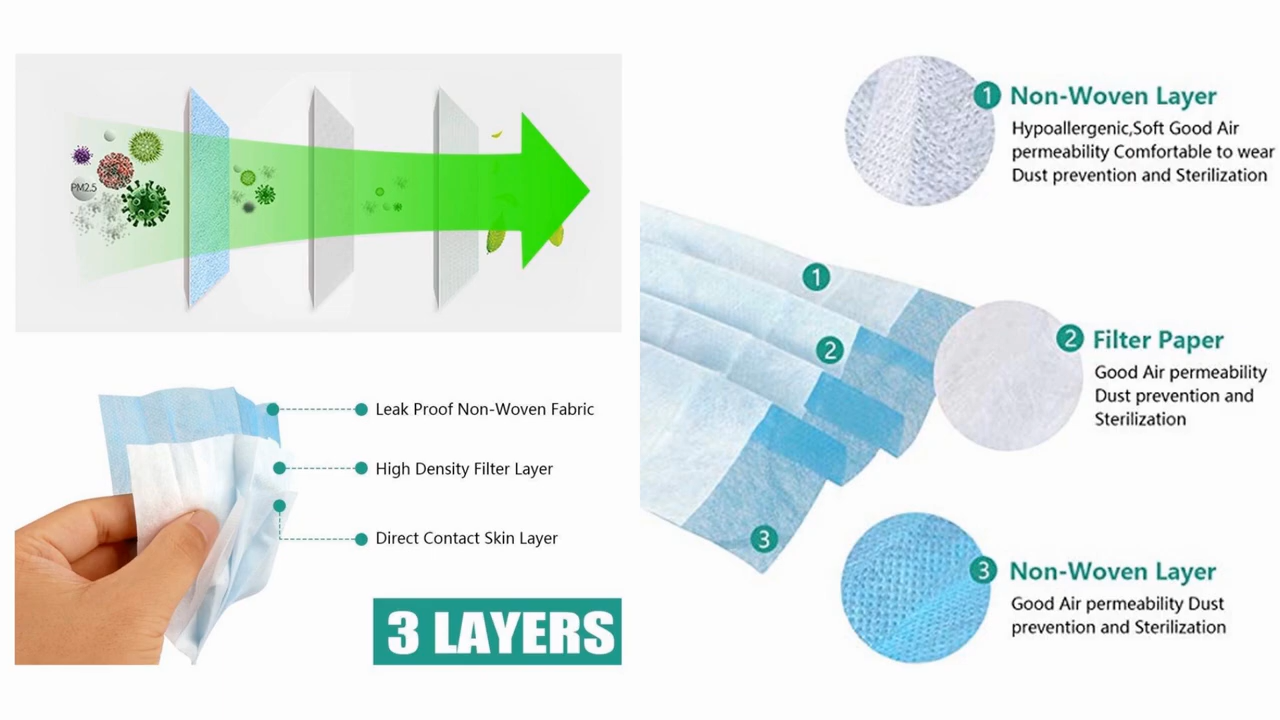 PM2.5
Leak Proof Non-Woven Fabric
High Density Filter Layer
Direct Contact Skin Layer
3 LAYERS
1 Non-Woven Layer
Hypoallergenic,Soft Good Air
permeability Comfortable to wear
Dust prevention and Sterilization
1
2
3
2 Filter Paper
Good Air permeability
Dust prevention and
Sterilization
3 Non-Woven Layer
Good Air permeability Dust
prevention and Sterilization